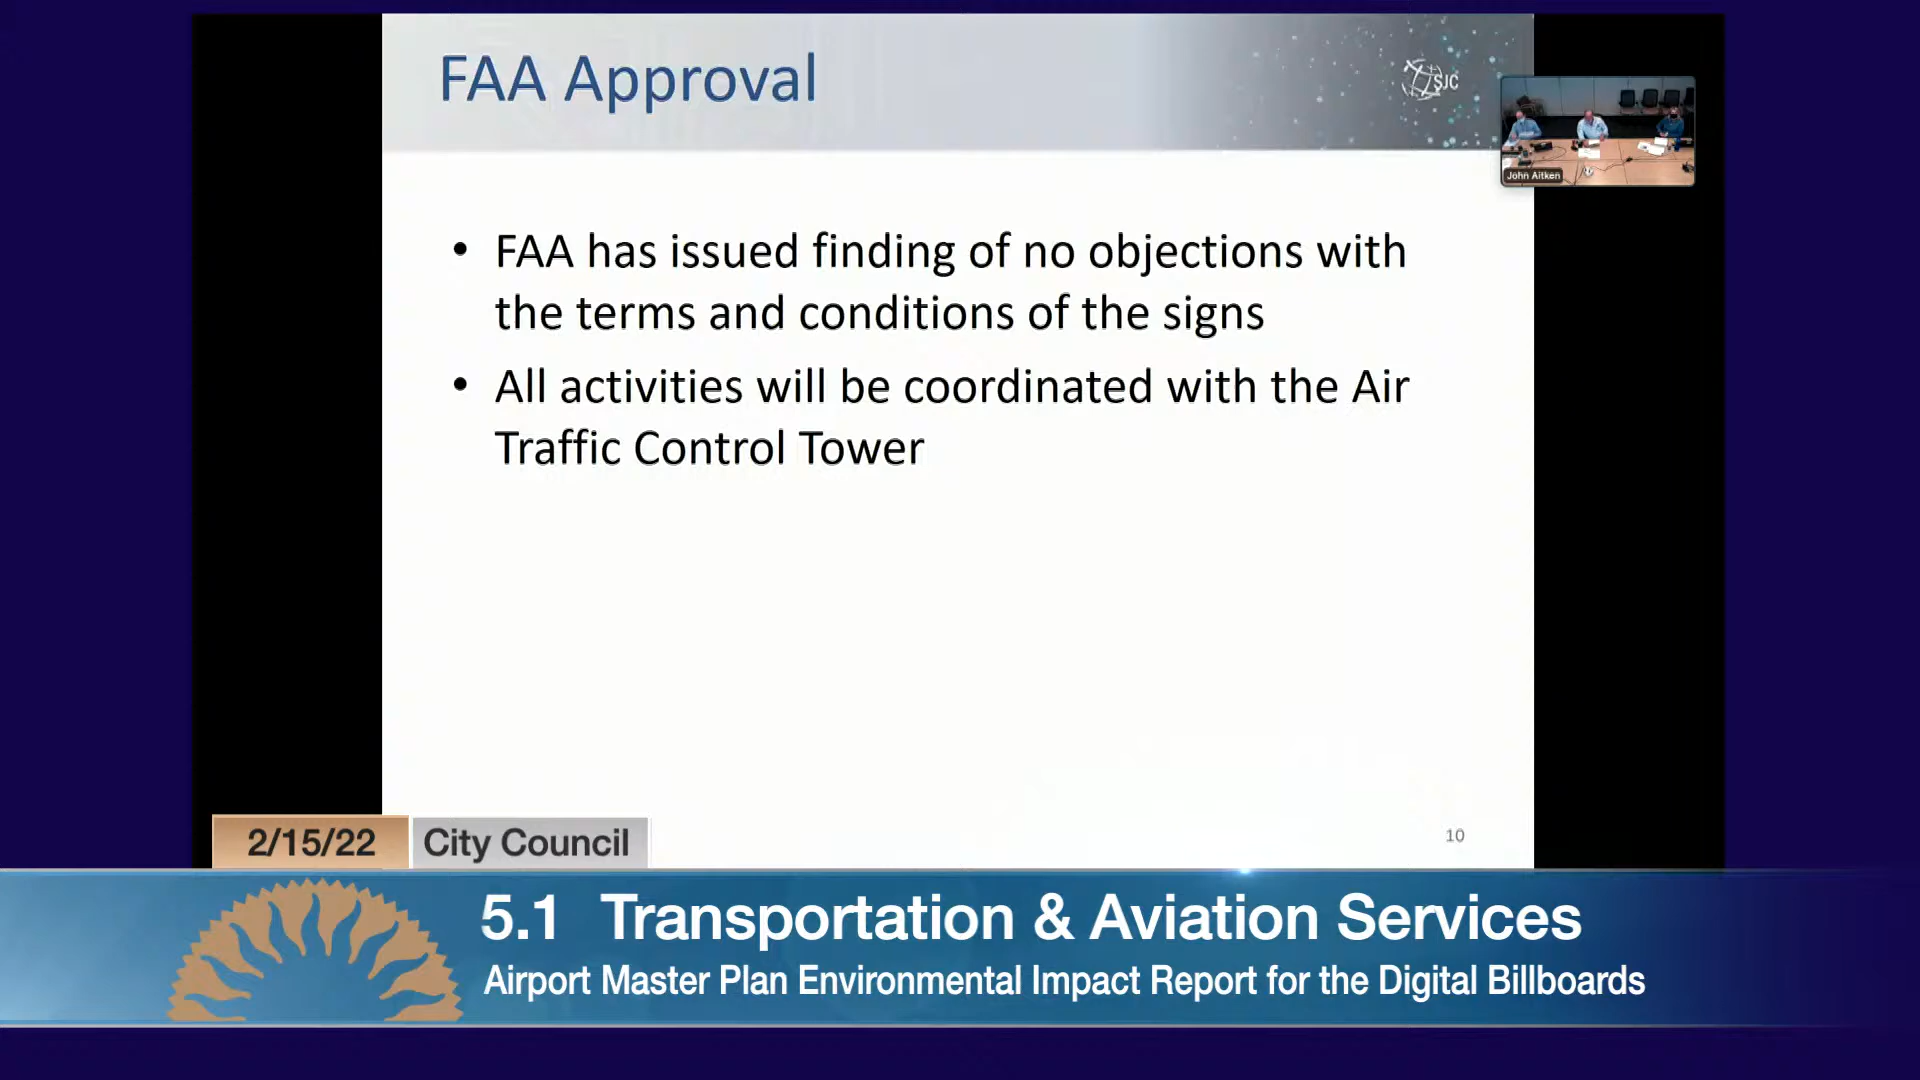 FAA Approval
SJC
John Aitken
• FAA has issued finding of no objections with
the terms and conditions of the signs
• All activities will be coordinated with the Air
Traffic Control Tower
10
2/15/22 City Council
5.1 Transportation & Aviation Services
Airport Master Plan Environmental Impact Report for the Digital Billboards